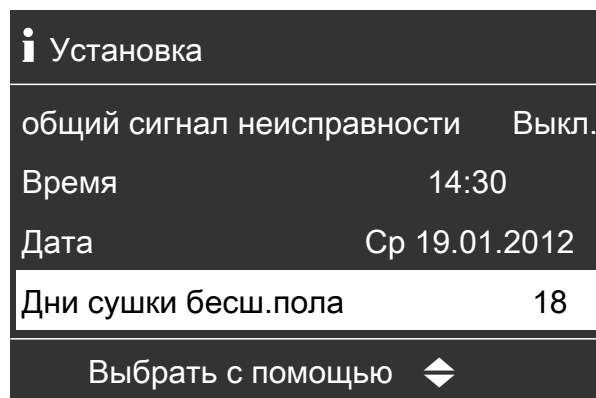 i Установка
общий сигнал неисправности Выкл.
Время 14:30
Дата Ср 19.01.2012
Дни сушки бесш.пола 18
Выбрать с помощью